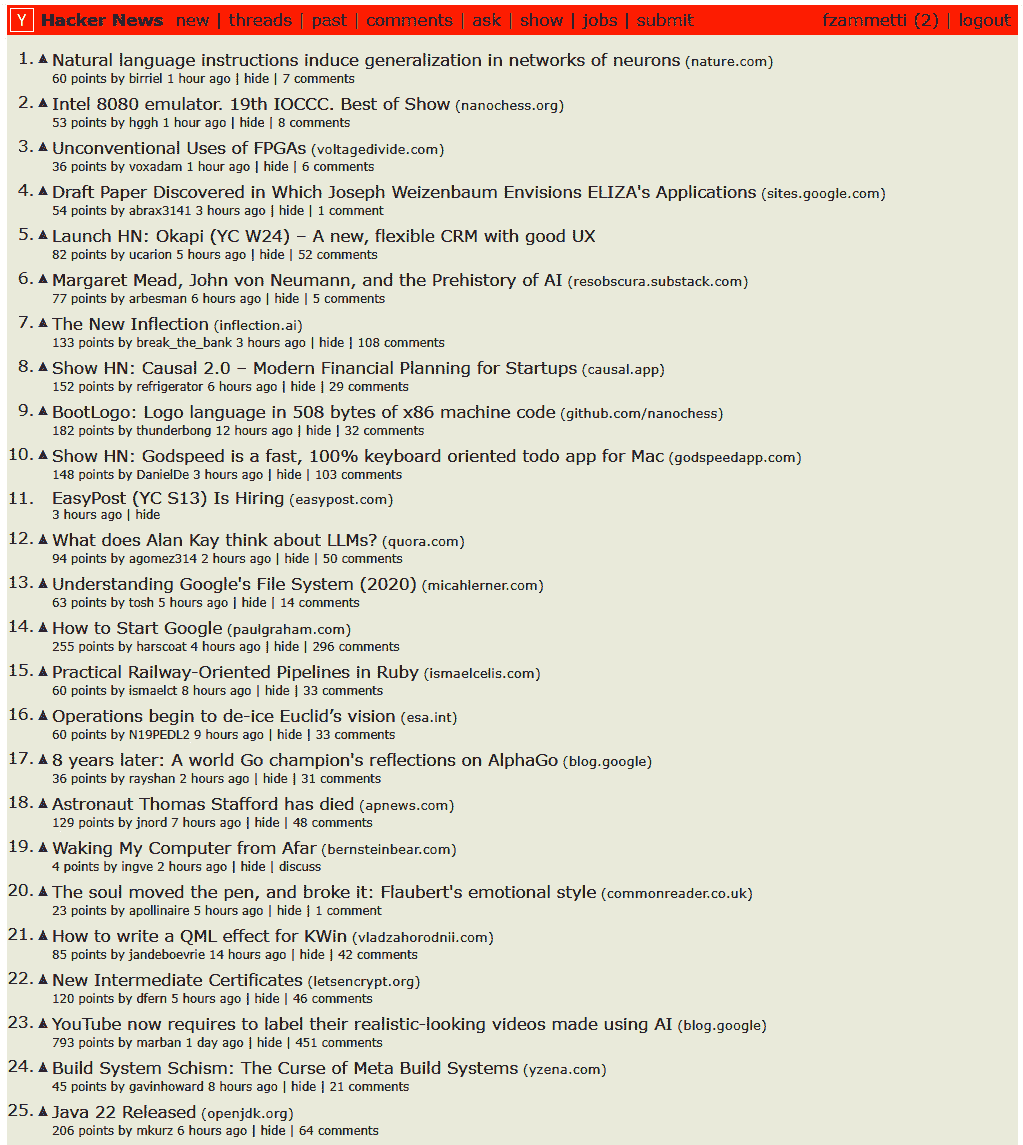 Y Hacker News new | threads | past | comments | ask | show | jobs | submit fzammetti (2) | logout
1. Natural language instructions induce generalization in networks of neurons (nature.com)
60 points by birriel 1 hour ago | hide | 7 comments
2. Intel 8080 emulator. 19th IOCCC. Best of Show (nanochess.org)
53 points by hggh 1 hour ago | hide | 8 comments
3. Unconventional Uses of FPGAs (voltagedivide.com)
36 points by voxadam 1 hour ago | hide | 6 comments
4. Draft Paper Discovered in Which Joseph Weizenbaum Envisions ELIZA's Applications (sites.google.com)
54 points by abrax3141 3 hours ago | hide | 1 comment
5. Launch HN: Okapi (YC W24) – A new, flexible CRM with good UX
82 points by ucarion 5 hours ago | hide | 52 comments
6. Margaret Mead, John von Neumann, and the Prehistory of AI (resobscura.substack.com)
77 points by arbesman 6 hours ago | hide | 5 comments
7. The New Inflection (inflection.ai)
133 points by break_the_bank 3 hours ago | hide | 108 comments
8. Show HN: Causal 2.0 – Modern Financial Planning for Startups (causal.app)
152 points by refrigerator 6 hours ago | hide | 29 comments
9. BootLogo: Logo language in 508 bytes of x86 machine code (github.com/nanochess)
182 points by thunderbong 12 hours ago | hide | 32 comments
10. Show HN: Godspeed is a fast, 100% keyboard oriented todo app for Mac (godspeedapp.com)
148 points by DanielDe 3 hours ago | hide | 103 comments
11. EasyPost (YC S13) Is Hiring (easypost.com)
3 hours ago | hide
12. What does Alan Kay think about LLMs? (quora.com)
94 points by agomez314 2 hours ago | hide | 50 comments
13. Understanding Google's File System (2020) (micahlerner.com)
63 points by tosh 5 hours ago | hide | 14 comments
14. How to Start Google (paulgraham.com)
255 points by harscoat 4 hours ago | hide | 296 comments
15. Practical Railway-Oriented Pipelines in Ruby (ismaelcelis.com)
60 points by ismaelct 8 hours ago | hide | 33 comments
16. Operations begin to de-ice Euclid’s vision (esa.int)
60 points by N19PEDL2 9 hours ago | hide | 33 comments
17. 8 years later: A world Go champion's reflections on AlphaGo (blog.google)
36 points by rayshan 2 hours ago | hide | 31 comments
18. Astronaut Thomas Stafford has died (apnews.com)
129 points by jnord 7 hours ago | hide | 48 comments
19. Waking My Computer from Afar (bernsteinbear.com)
4 points by ingve 2 hours ago | hide | discuss
20. The soul moved the pen, and broke it: Flaubert's emotional style (commonreader.co.uk)
23 points by apollinaire 5 hours ago | hide | 1 comment
21. How to write a QML effect for KWin (vladzahorodnii.com)
85 points by jandeboevrie 14 hours ago | hide | 42 comments
22. New Intermediate Certificates (letsencrypt.org)
120 points by dfern 5 hours ago | hide | 46 comments
23. YouTube now requires to label their realistic-looking videos made using AI (blog.google)
793 points by marban 1 day ago | hide | 451 comments
24. Build System Schism: The Curse of Meta Build Systems (yzena.com)
45 points by gavinhoward 8 hours ago | hide | 21 comments
25. Java 22 Released (openjdk.org)
206 points by mkurz 6 hours ago | hide | 64 comments